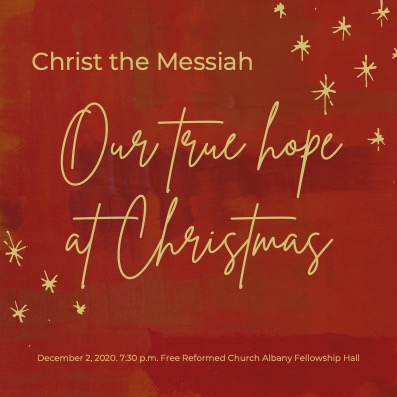 Christ the Messiah
Our true hope
at Christmas
December 2, 2020. 7:30 p.m. Free Reformed Church Albany Fellowship Hall